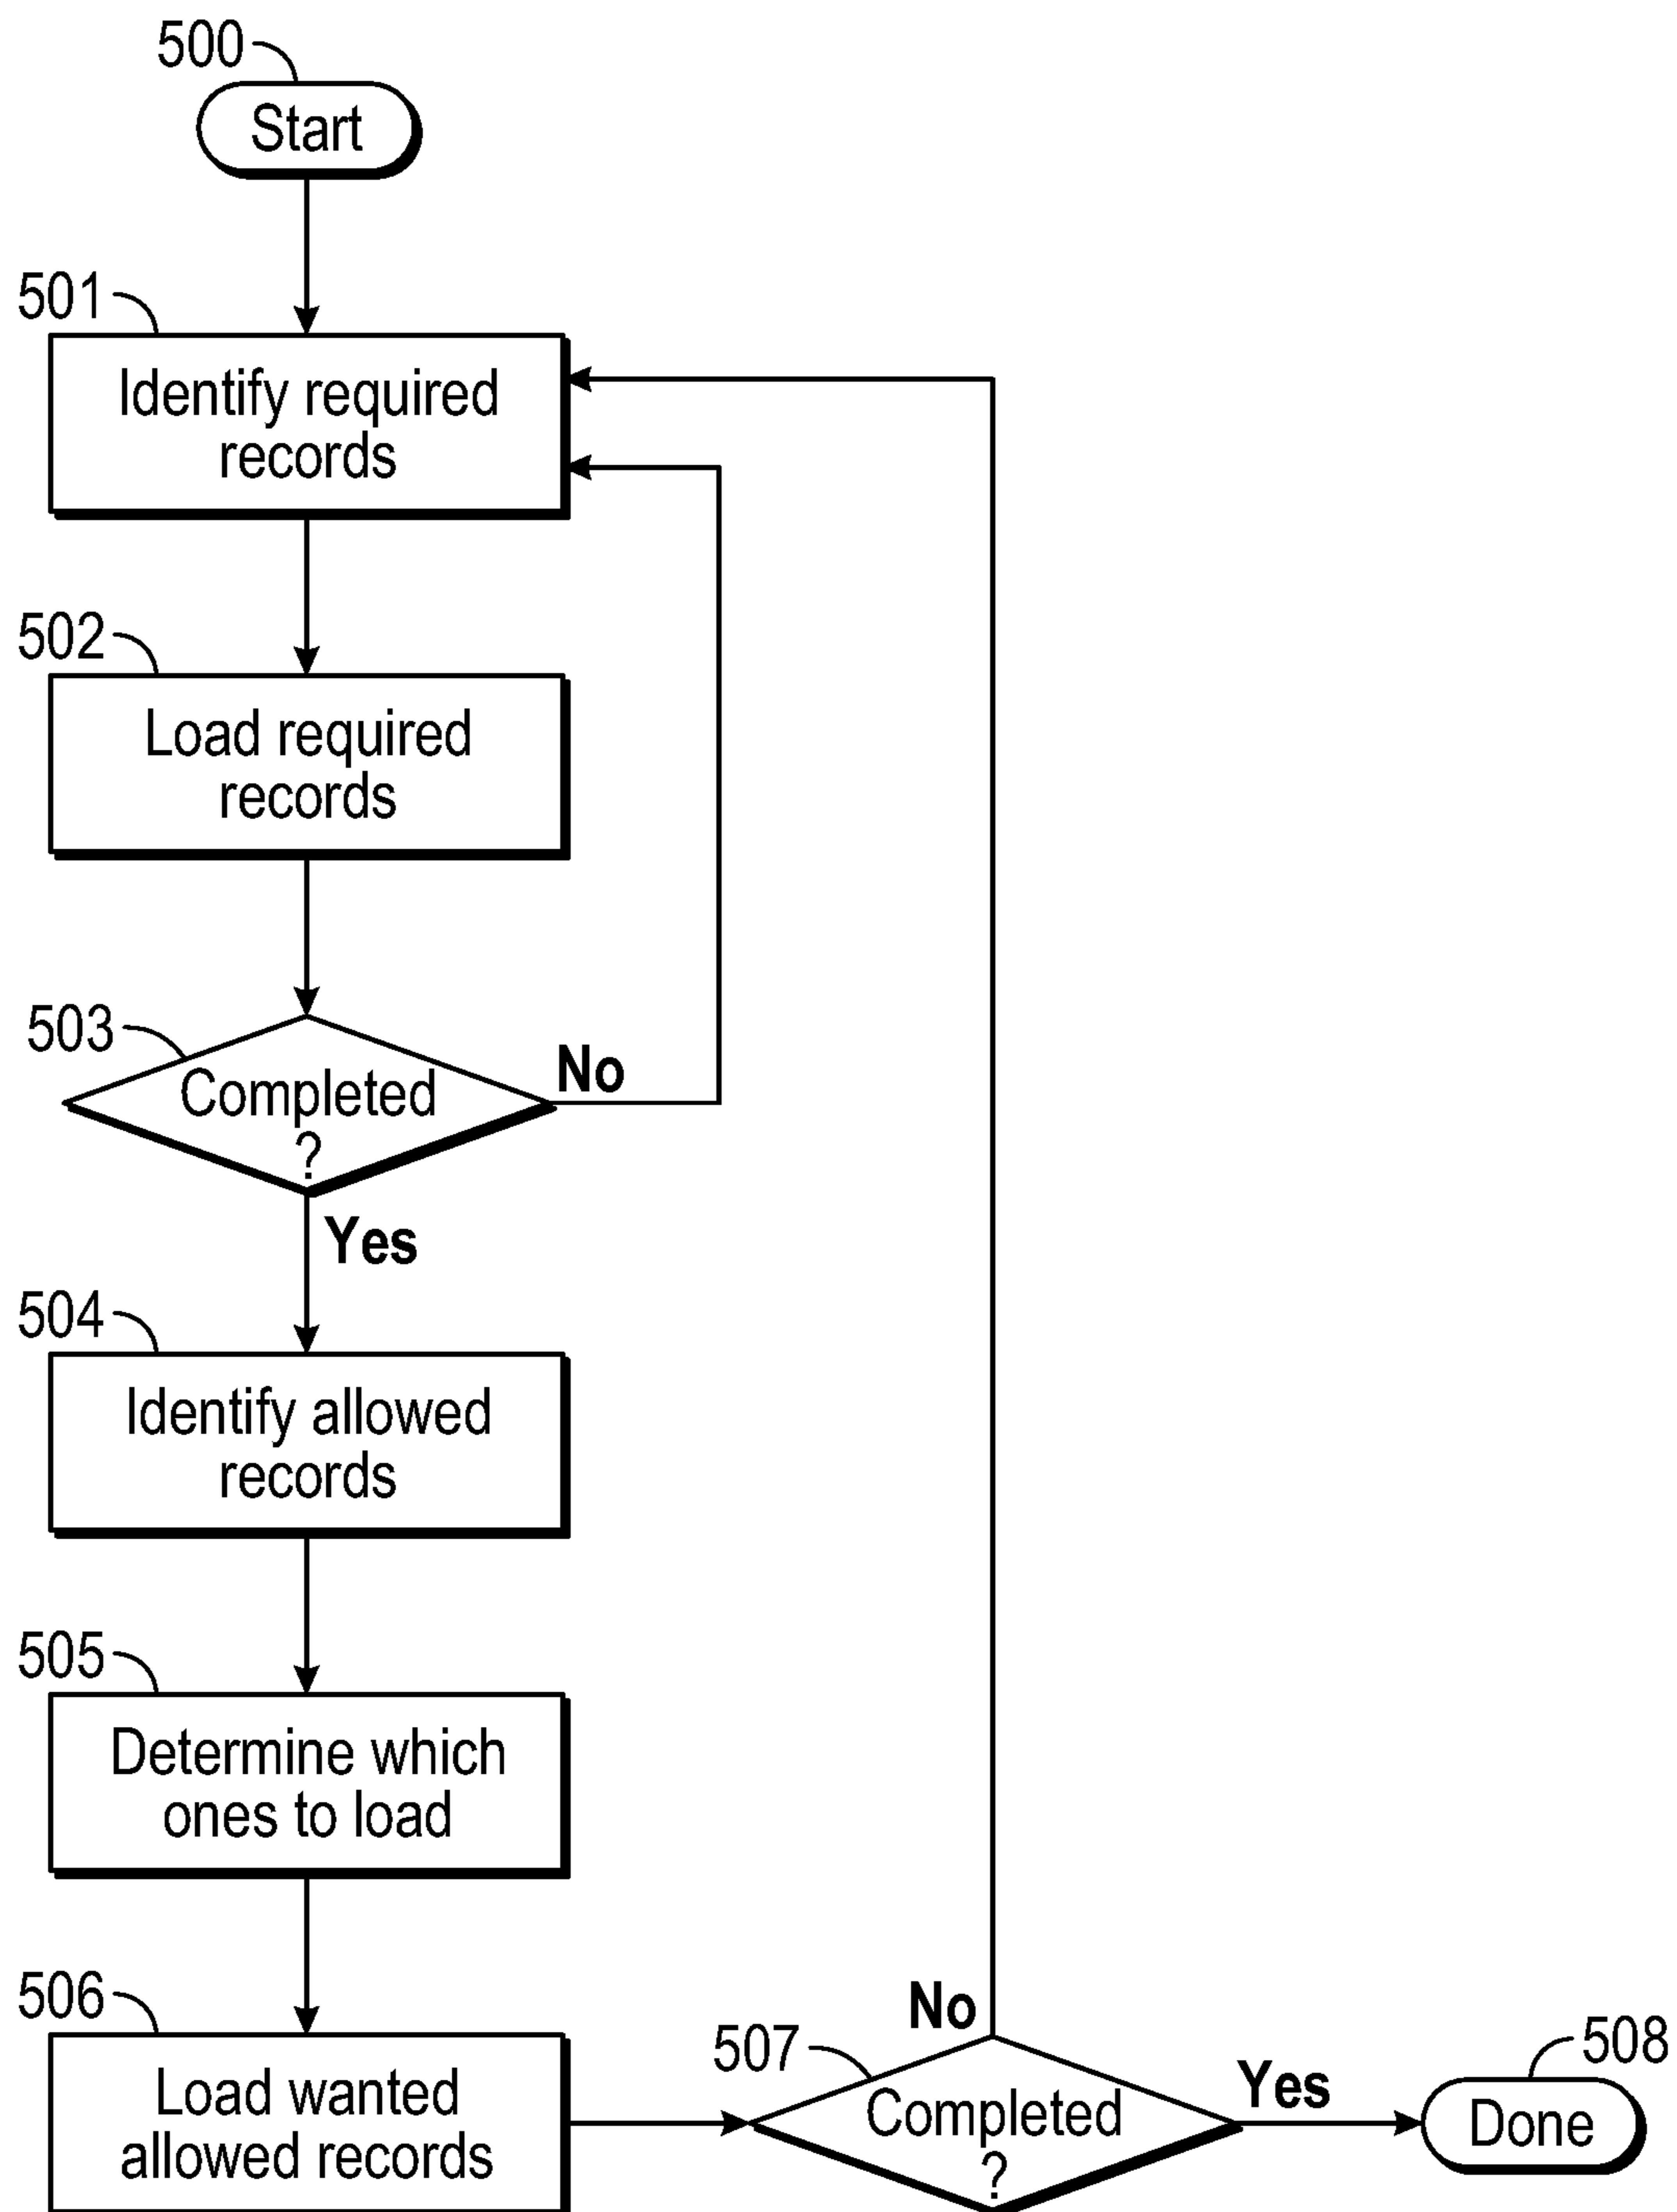 500
Start
501
Identify required
records
502
Load required
records
503
Completed
?
No
Yes
504
Identify allowed
records
505
Determine which
ones to load
506
Load wanted
allowed records
507
No
Completed
?
Yes
508
Done